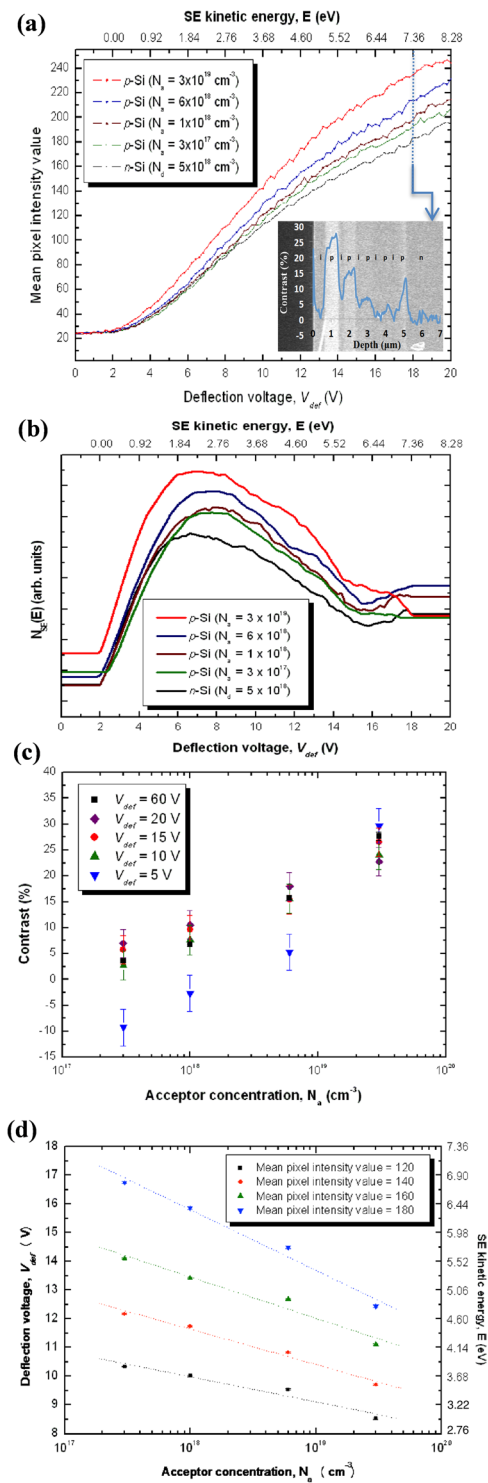 (a)
SE kinetic energy, E (eV)
0.00 0.92 1.84 2.76 3.68 4.60 5.52 6.44 7.36 8.28
Mean pixel intensity value
240
220
200
180
160
140
120
100
80
60
40
20
p-Si (Na = 3x10^19 cm-3)
p-Si (Na = 6x10^18 cm-3)
p-Si (Na = 1x10^18 cm-3)
p-Si (Na = 3x10^17 cm-3)
n-Si (Nd = 5x10^18 cm-3)
Contrast (%)
30
25
20
15
10
5
0
-5
i p i p i p i p i p n
0 1 2 3 4 5 6 7
Depth (μm)
0 2 4 6 8 10 12 14 16 18 20
Deflection voltage, Vdef (V)
(b)
SE kinetic energy, E (eV)
0.00 0.92 1.84 2.76 3.68 4.60 5.52 6.44 7.36 8.28
NSE(E) (arb. units)
p-Si (Na = 3 x 10^19)
p-Si (Na = 6 x 10^18)
p-Si (Na = 1 x 10^18)
p-Si (Na = 3 x 10^17)
n-Si (Nd = 5 x 10^18)
0 2 4 6 8 10 12 14 16 18 20
Deflection voltage, Vdef (V)
(c)
Contrast (%)
40
35
30
25
20
15
10
5
0
-5
-10
-15
Vdef = 60 V
Vdef = 20 V
Vdef = 15 V
Vdef = 10 V
Vdef = 5 V
10^17 10^18 10^19 10^20
Acceptor concentration, Na (cm-3)
(d)
Deflection voltage, Vdef (V)
18
17
16
15
14
13
12
11
10
9
8
Mean pixel intensity value = 120
Mean pixel intensity value = 140
Mean pixel intensity value = 160
Mean pixel intensity value = 180
7.36
6.90
6.44
5.98
5.52
5.06
4.60
4.14
3.68
3.22
2.76
SE kinetic energy, E (eV)
10^17 10^18 10^19 10^20
Acceptor concentration, Na (cm-3)